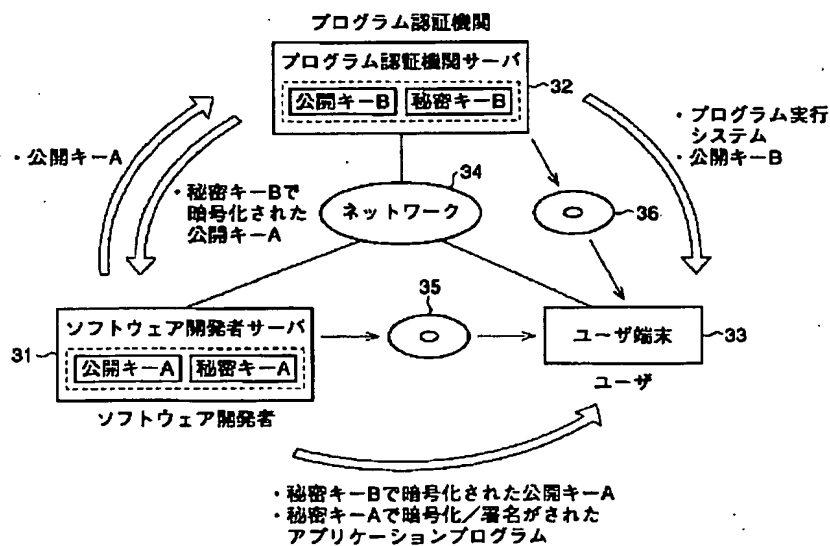 プログラム認証機関
プログラム認証機関サーバ
公開キーB 秘密キーB
32
・公開キーA
・秘密キーBで
暗号化された
公開キーA
・プログラム実行
システム
・公開キーB
34
ネットワーク
36
35
31
ソフトウェア開発者サーバ
公開キーA 秘密キーA
ソフトウェア開発者
ユーザ端末
33
ユーザ
・秘密キーBで暗号化された公開キーA
・秘密キーAで暗号化／署名がされた
アプリケーションプログラム